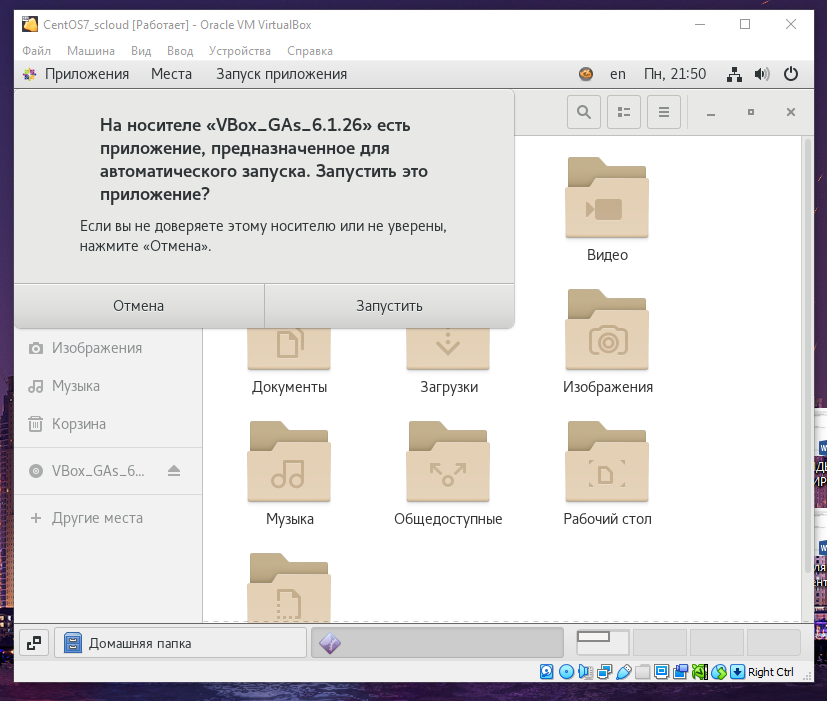 CentOS7_scloud [Работает] - Oracle VM VirtualBox
Файл Машина Вид Ввод Устройства Справка
Приложения Места Запуск приложения en Пн, 21:50
На носителе «VBox_GAs_6.1.26» есть
приложение, предназначенное для
автоматического запуска. Запустить это
приложение?
Если вы не доверяете этому носителю или не уверены,
нажмите «Отмена».
Отмена Запустить
Видео
Изображения
Музыка
Корзина
VBox_GAs_6...
Другие места
Документы Загрузки Изображения
Музыка Общедоступные Рабочий стол
Домашняя папка
Right Ctrl